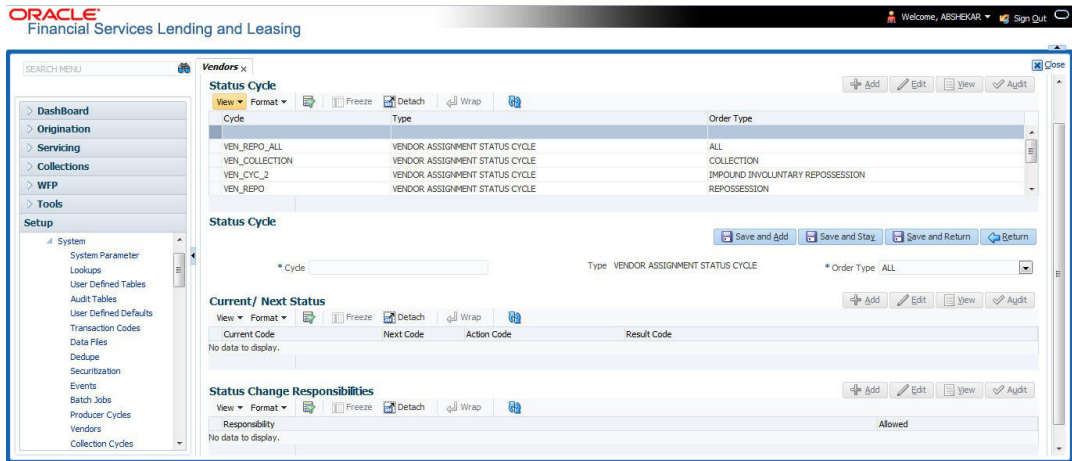 ORACLE
Financial Services Lending and Leasing
Welcome, ABSHEKAR Sign Out
SEARCH MENU
DashBoard
Origination
Servicing
Collections
WFP
Tools
Setup
System
System Parameter
Lookups
User Defined Tables
Audit Tables
User Defined Defaults
Transaction Codes
Data Files
Dedupe
Securitization
Events
Batch Jobs
Producer Cycles
Vendors
Collection Cycles
Vendors x
Close
Status Cycle
Add Edit View Audit
View Format Freeze Detach Wrap
Cycle Type Order Type
VEN_REPO_ALL VENDOR ASSIGNMENT STATUS CYCLE ALL
VEN_COLLECTION VENDOR ASSIGNMENT STATUS CYCLE COLLECTION
VEN_CYC_2 VENDOR ASSIGNMENT STATUS CYCLE IMPOUND INVOLUNTARY REPOSSESSION
VEN_REPO VENDOR ASSIGNMENT STATUS CYCLE REPOSSESSION
Status Cycle
Save and Add Save and Stay Save and Return Return
* Cycle Type VENDOR ASSIGNMENT STATUS CYCLE * Order Type ALL
Current/ Next Status
Add Edit View Audit
View Format Freeze Detach Wrap
Current Code Next Code Action Code Result Code
No data to display.
Status Change Responsibilities
Add Edit View Audit
View Format Freeze Detach Wrap
Responsibility Allowed
No data to display.